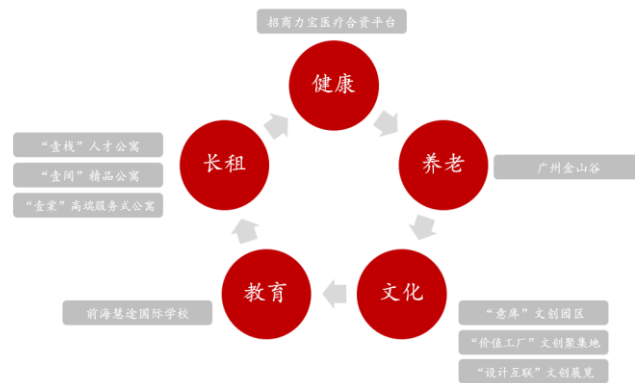 招商力宝医疗合资平台
健康
“壹栈”人才公寓
“壹间”精品公寓
“壹棠”高端服务式公寓
长租
养老
广州金山谷
教育
文化
前海慧途国际学校
“意库”文创园区
“价值工厂”文创聚集地
“设计互联”文创展览